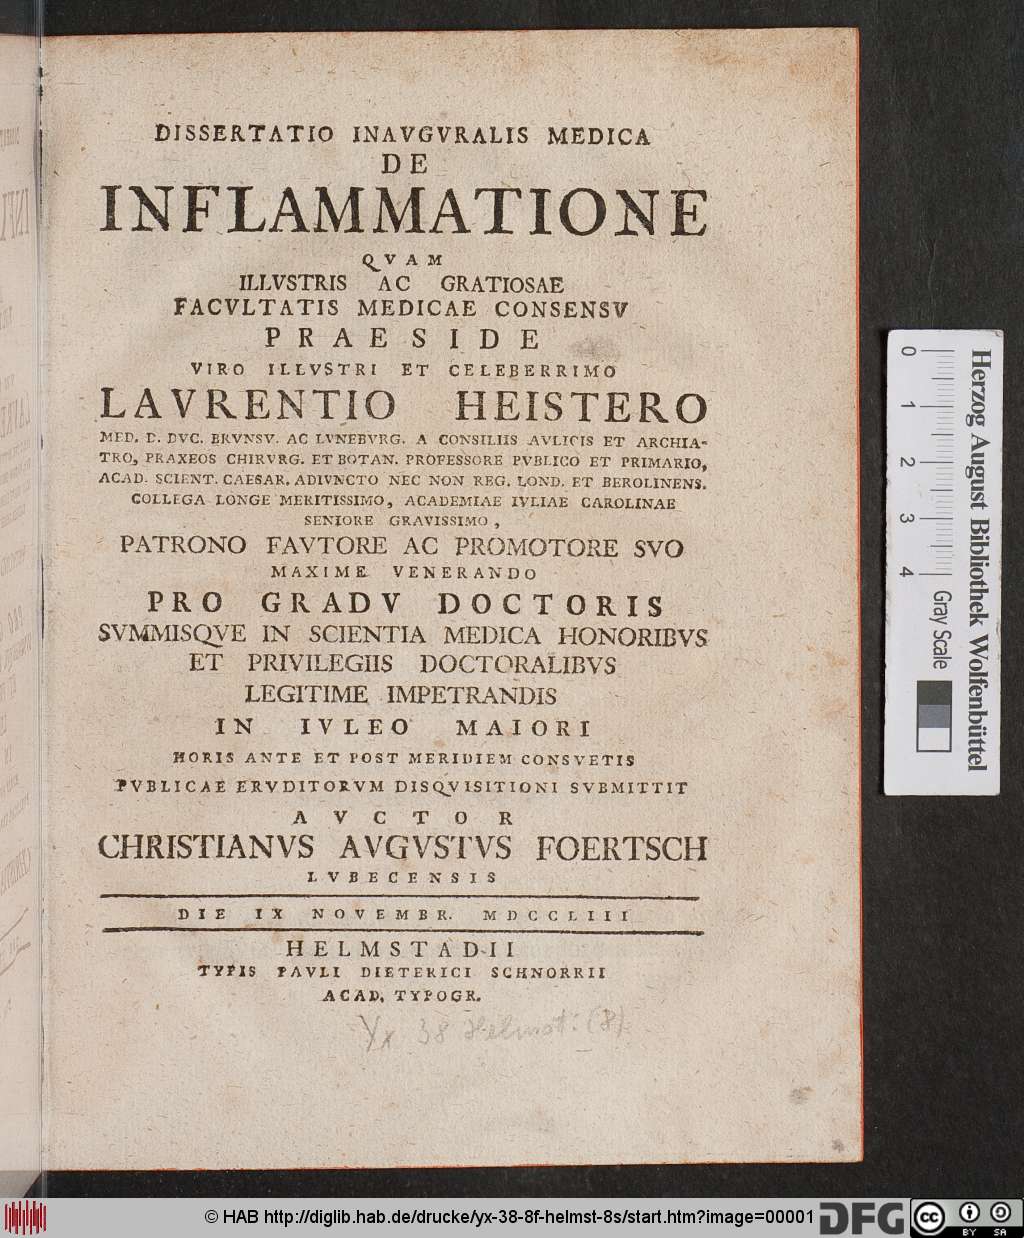 DISSERTATIO INAVGVRALIS MEDICA
DE
INFLAMMATIONE
QVAM
ILLVSTRIS AC GRATIOSAE
FACVLTATIS MEDICAE CONSENSV
PRAESIDE
VIRO ILLVSTRI ET CELEBERRIMO
LAVRENTIO HEISTERO
MED. D. DVC. BRVNSV. AC LVNEBVRG. A CONSILIIS AVLICIS ET ARCHIA-
TRO, PRAXEOS CHIRVRG. ET BOTAN. PROFESSORE PVBLICO ET PRIMARIO,
ACAD. SCIENT. CAESAR. ADIVNCTO NEC NON REG. LOND. ET BEROLINENS.
COLLEGA LONGE MERITISSIMO, ACADEMIAE IVLIAE CAROLINAE
SENIORE GRAVISSIMO,
PATRONO FAVTORE AC PROMOTORE SVO
MAXIME VENERANDO
PRO GRADV DOCTORIS
SVMMISQVE IN SCIENTIA MEDICA HONORIBVS
ET PRIVILEGIIS DOCTORALIBVS
LEGITIME IMPETRANDIS
IN IVLEO MAIORI
HORIS ANTE ET POST MERIDIEM CONSVETIS
PVBLICAE ERVDITORVM DISQVISITIONI SVBMITTIT
AVCTOR
CHRISTIANVS AVGVSTVS FOERTSCH
LVBECENSIS
DIE IX NOVEMBR. MDCCLIII
HELMSTADII
TYPIS PAVLI DIETERICI SCHNORRII
ACAD. TYPOGR.
Yx 38 Helmst: (8)
Herzog August Bibliothek Wolfenbüttel
0 1 2 3 4 Gray Scale
© HAB http://diglib.hab.de/drucke/yx-38-8f-helmst-8s/start.htm?image=00001 DFG cc BY SA